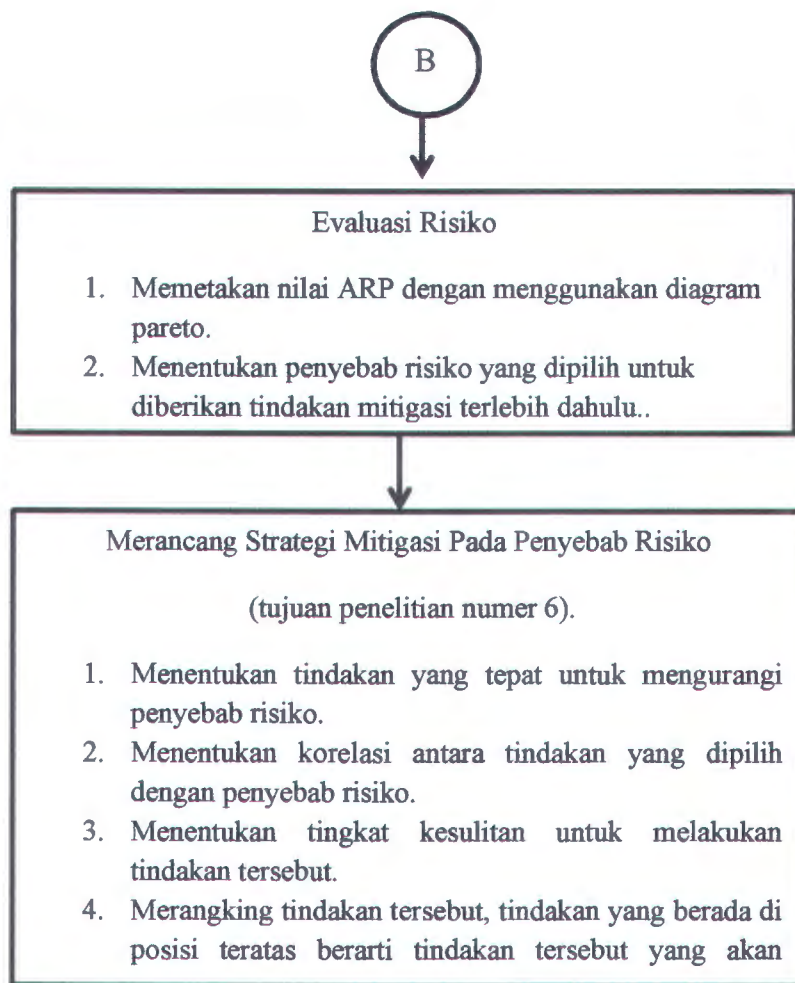 B
Evaluasi Risiko
1. Memetakan nilai ARP dengan menggunakan diagram
pareto.
2. Menentukan penyebab risiko yang dipilih untuk
diberikan tindakan mitigasi terlebih dahulu..
Merancang Strategi Mitigasi Pada Penyebab Risiko
(tujuan penelitian numer 6).
1. Menentukan tindakan yang tepat untuk mengurangi
penyebab risiko.
2. Menentukan korelasi antara tindakan yang dipilih
dengan penyebab risiko.
3. Menentukan tingkat kesulitan untuk melakukan
tindakan tersebut.
4. Merangking tindakan tersebut, tindakan yang berada di
posisi teratas berarti tindakan tersebut yang akan